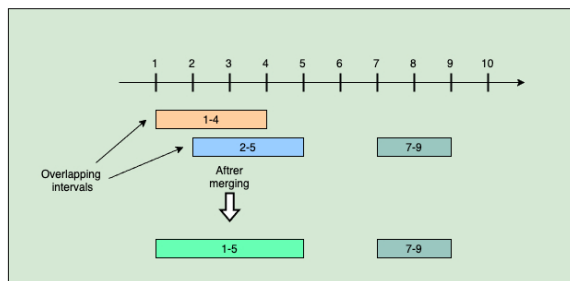 1 2 3 4 5 6 7 8 9 10
1-4
2-5 7-9
Overlapping
intervals
Aftrer
merging
1-5 7-9